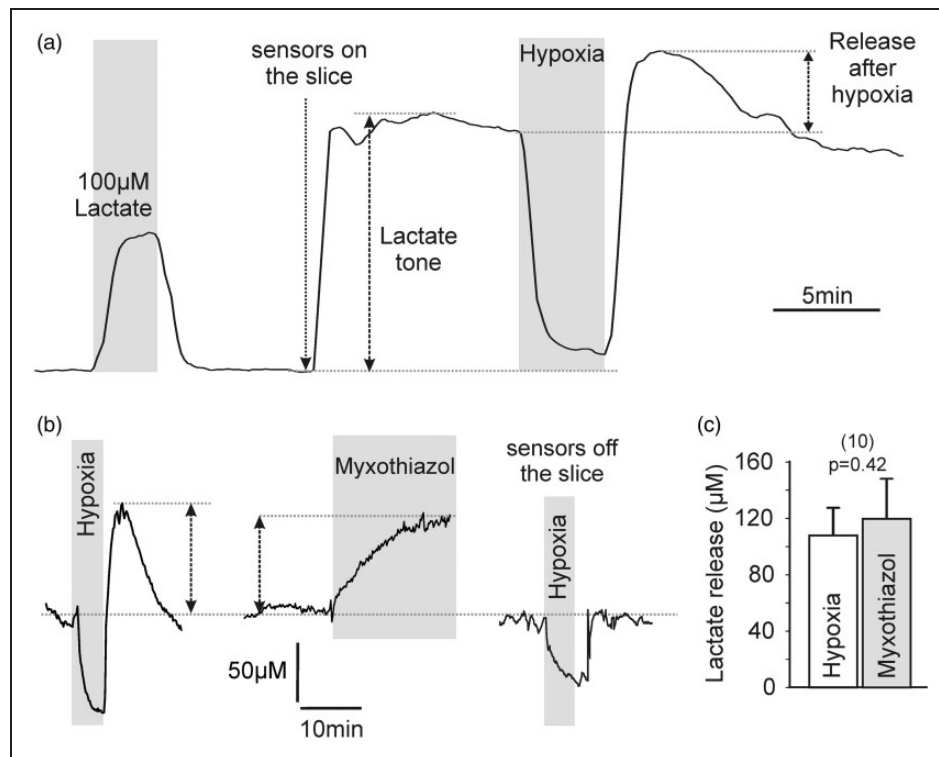 (a)
sensors on
the slice
Hypoxia
Release
after
hypoxia
100µM
Lactate
Lactate
tone
5min
(b)
Hypoxia
Myxothiazol
sensors off
the slice
Hypoxia
50µM
10min
(c)
(10)
p=0.42
Lactate release (µM)
160
120
80
40
0
Hypoxia
Myxothiazol